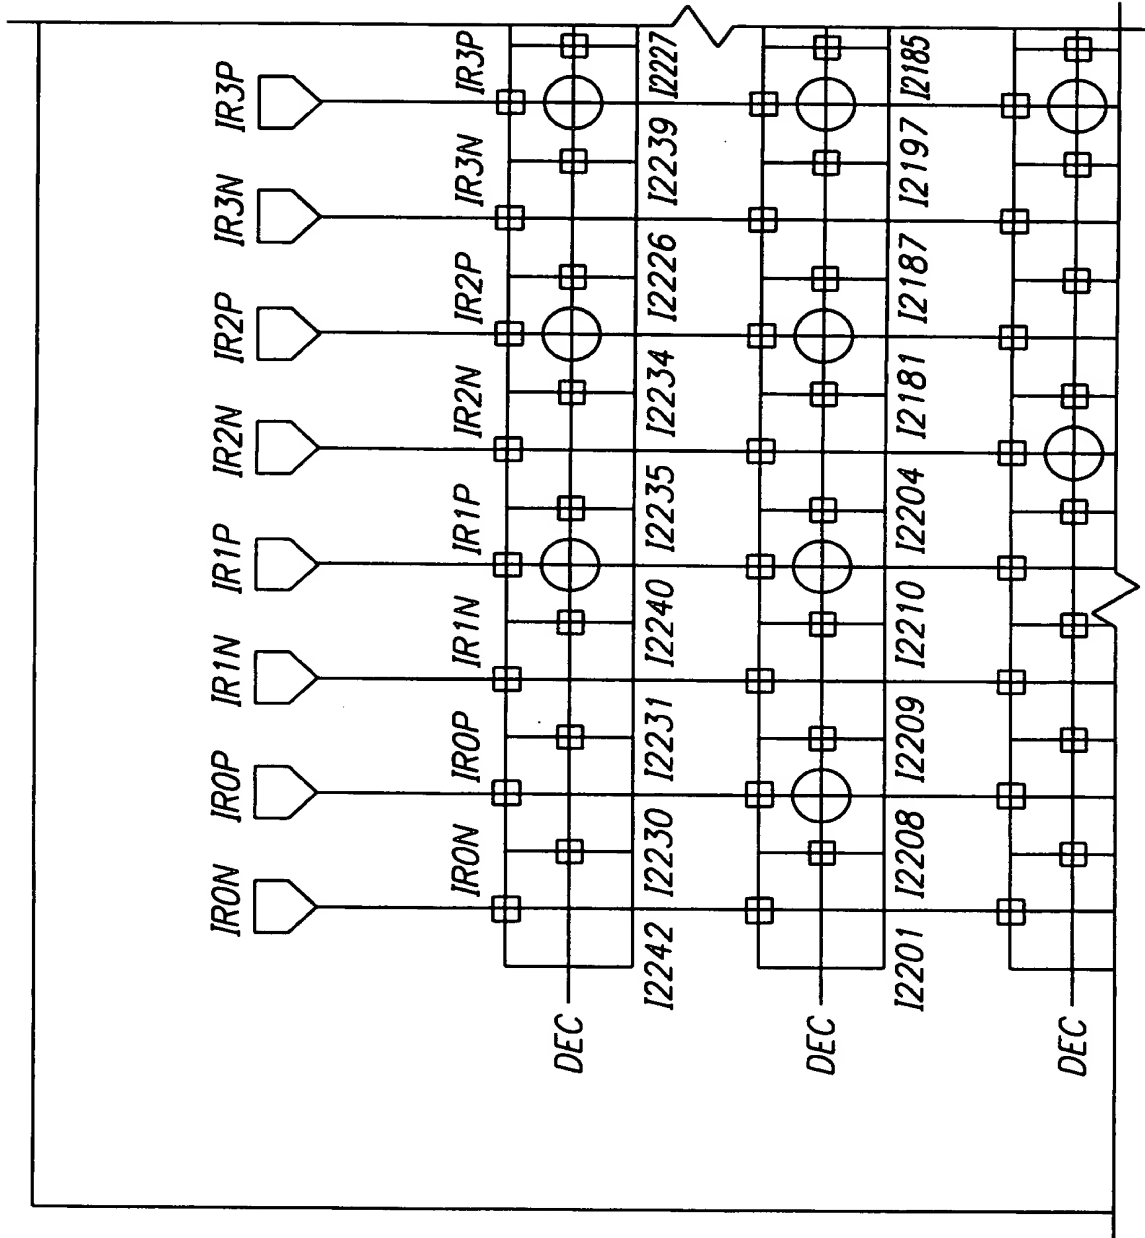 IR0N IR0P IR1N IR1P IR2N IR2P IR3N IR3P
IR0N IR0P IR1N IR1P IR2N IR2P IR3N IR3P
DEC
I2242 I2230 I2231 I2240 I2235 I2234 I2226 I2239 I2227
DEC
I2201 I2208 I2209 I2210 I2204 I2181 I2187 I2197 I2185
DEC